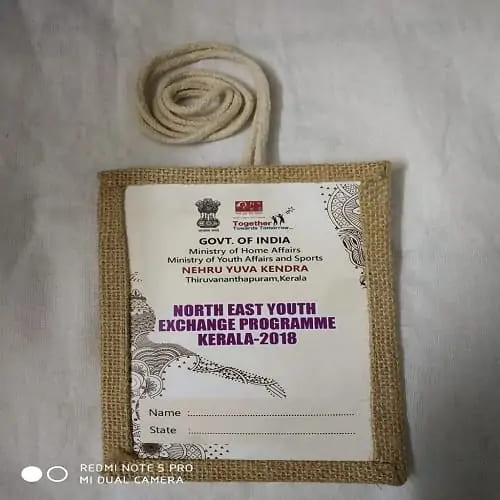 Together
Towards Tomorrow...
GOVT. OF INDIA
Ministry of Home Affairs
Ministry of Youth Affairs and Sports
NEHRU YUVA KENDRA
Thiruvananthapuram,Kerala
NORTH EAST YOUTH
EXCHANGE PROGRAMME
KERALA-2018
Name :
State :
REDMI NOTE 5 PRO
MI DUAL CAMERA